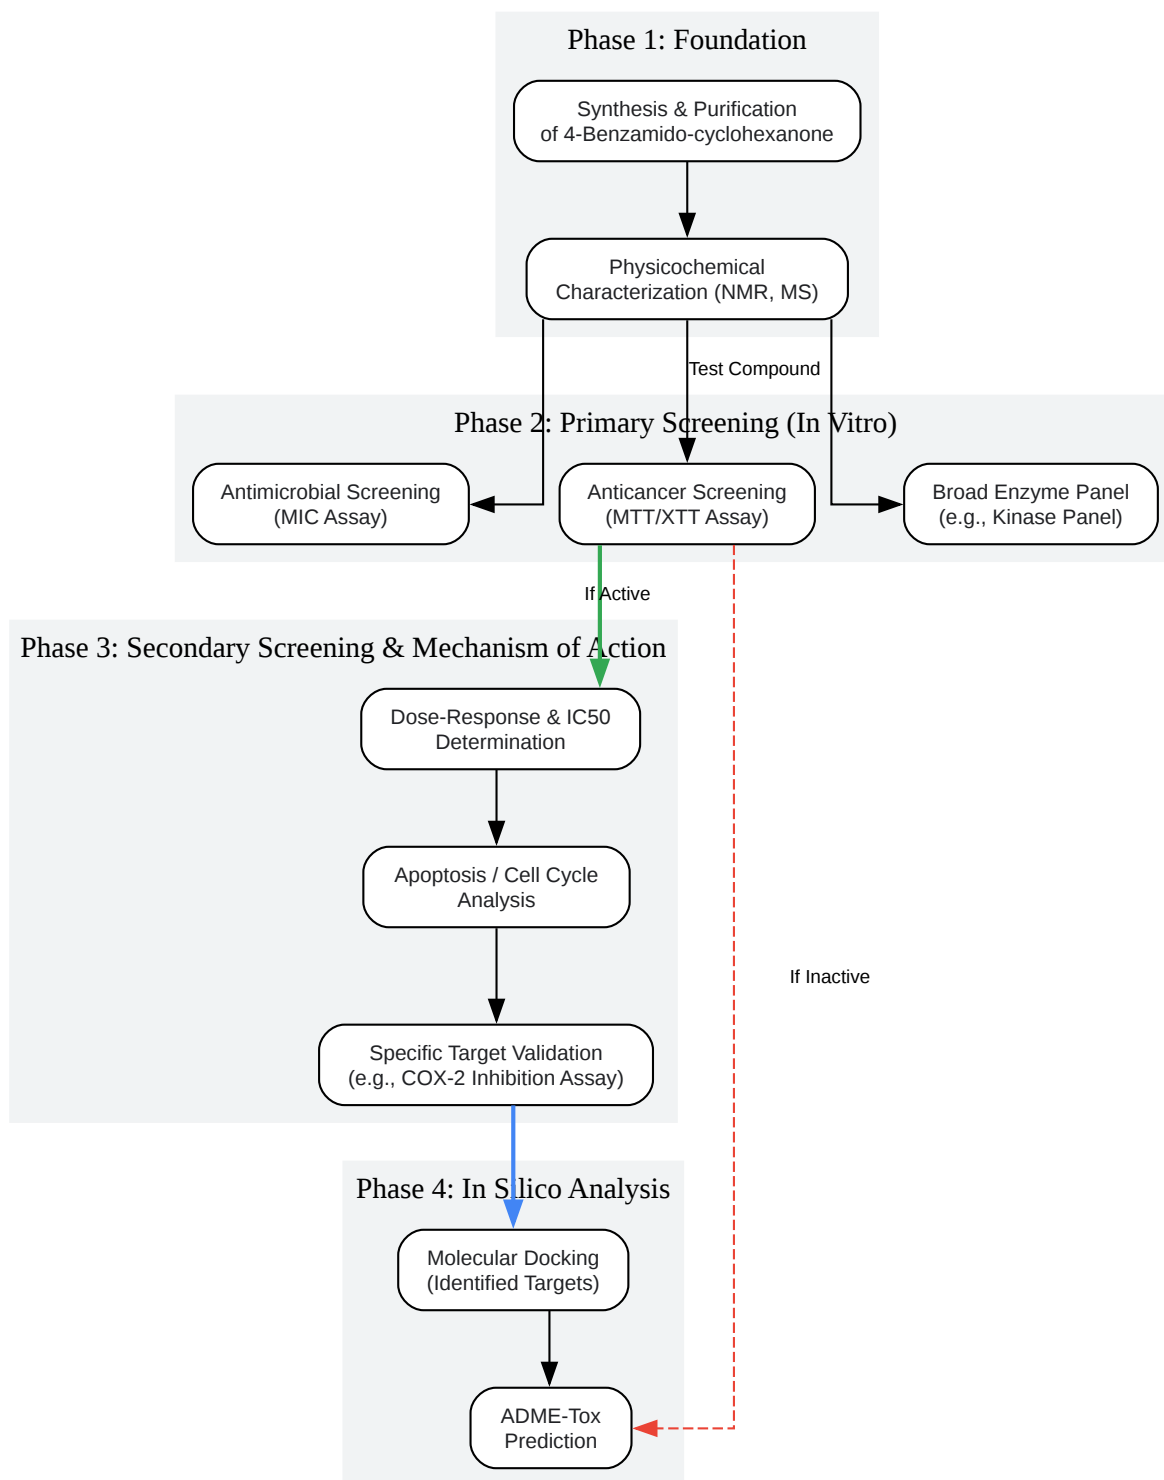 Phase 1: Foundation
Synthesis & Purification
of 4-Benzamido-cyclohexanone
Physicochemical
Characterization (NMR, MS)
Test Compound
Phase 2: Primary Screening (In Vitro)
Antimicrobial Screening
(MIC Assay)
Anticancer Screening
(MTT/XTT Assay)
Broad Enzyme Panel
(e.g., Kinase Panel)
If Active
Phase 3: Secondary Screening & Mechanism of Action
Dose-Response & IC50
Determination
Apoptosis / Cell Cycle
Analysis
If Inactive
Specific Target Validation
(e.g., COX-2 Inhibition Assay)
Phase 4: In Silico Analysis
Molecular Docking
(Identified Targets)
ADME-Tox
Prediction